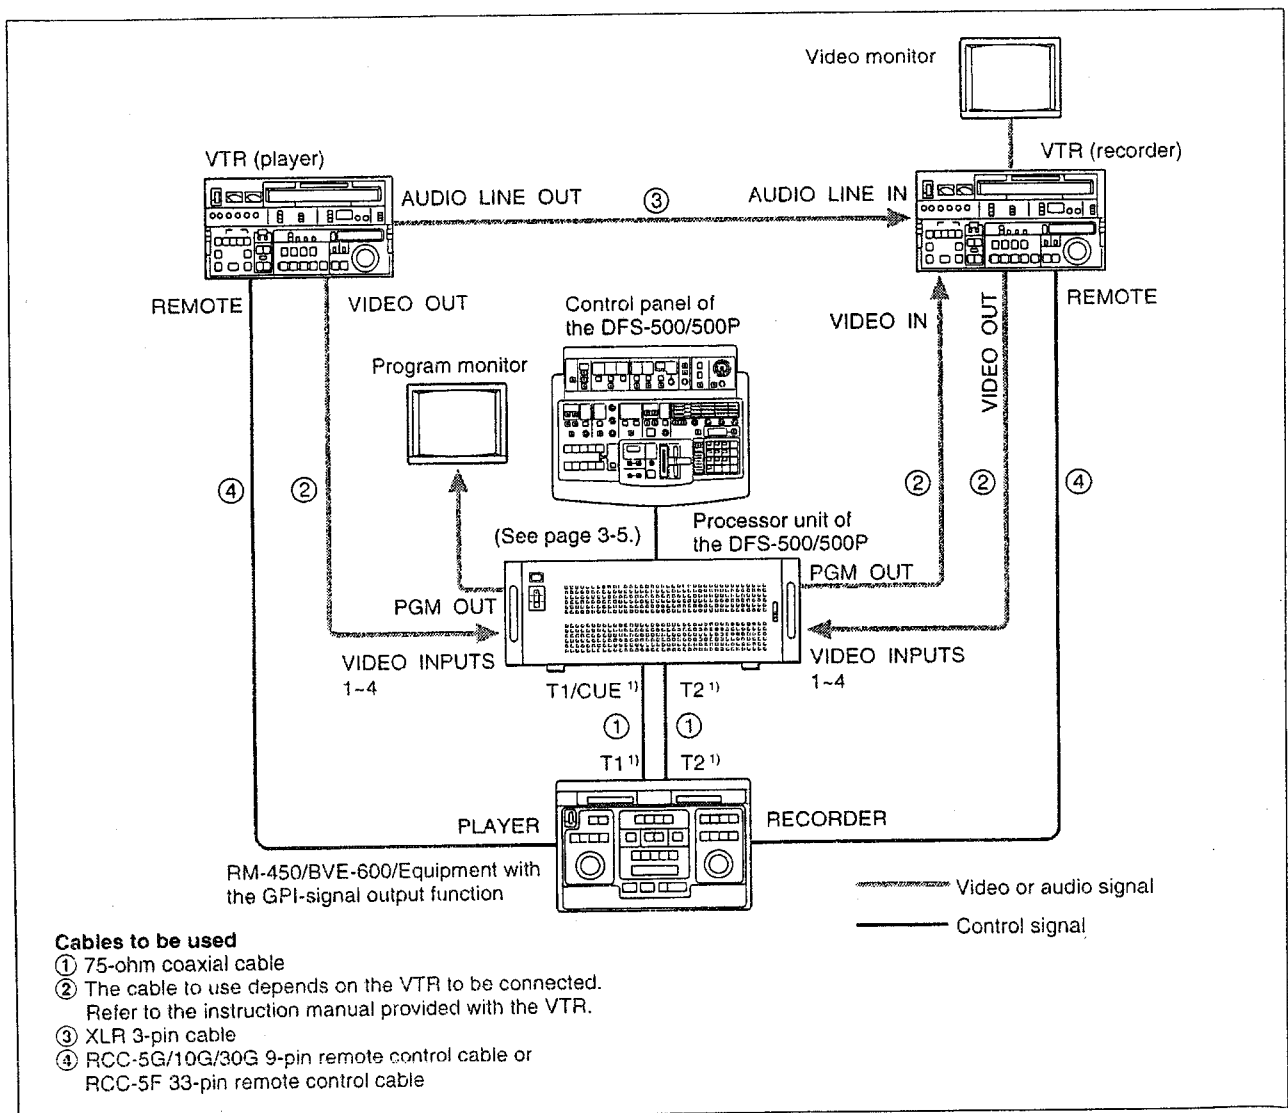 Video monitor
VTR (player)
VTR (recorder)
AUDIO LINE OUT
③
AUDIO LINE IN
REMOTE
VIDEO OUT
Control panel of
the DFS-500/500P
VIDEO IN
VIDEO OUT
REMOTE
Program monitor
④
②
②
②
④
(See page 3-5.)
Processor unit of
the DFS-500/500P
PGM OUT
PGM OUT
VIDEO INPUTS
1~4
VIDEO INPUTS
1~4
T1/CUE 1)
T2 1)
①
①
T1 1)
T2 1)
PLAYER
RECORDER
RM-450/BVE-600/Equipment with
the GPI-signal output function
Video or audio signal
Control signal
Cables to be used
① 75-ohm coaxial cable
② The cable to use depends on the VTR to be connected.
Refer to the instruction manual provided with the VTR.
③ XLR 3-pin cable
④ RCC-5G/10G/30G 9-pin remote control cable or
RCC-5F 33-pin remote control cable